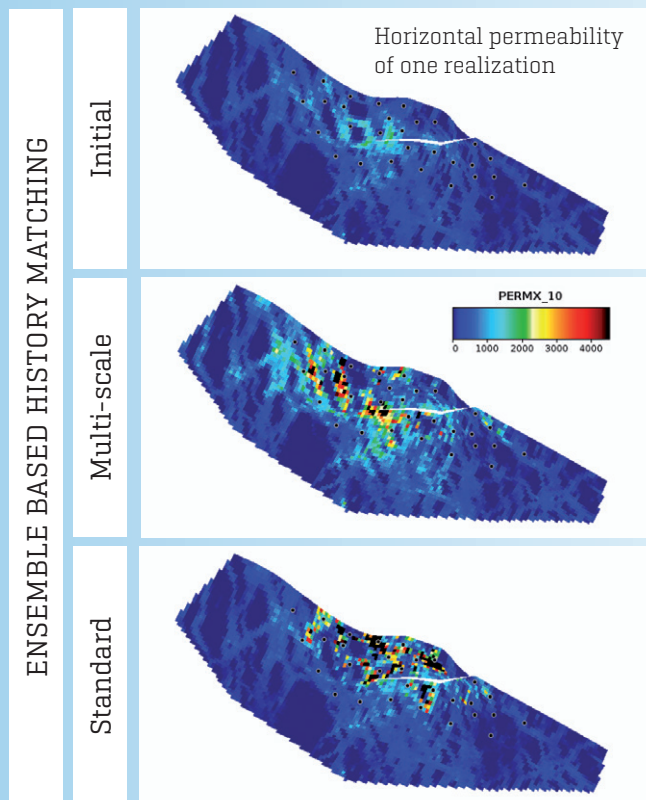 ENSEMBLE BASED HISTORY MATCHING
Initial
Horizontal permeability
of one realization
Multi-scale
PERMX_10
0 1000 2000 3000 4000
Standard